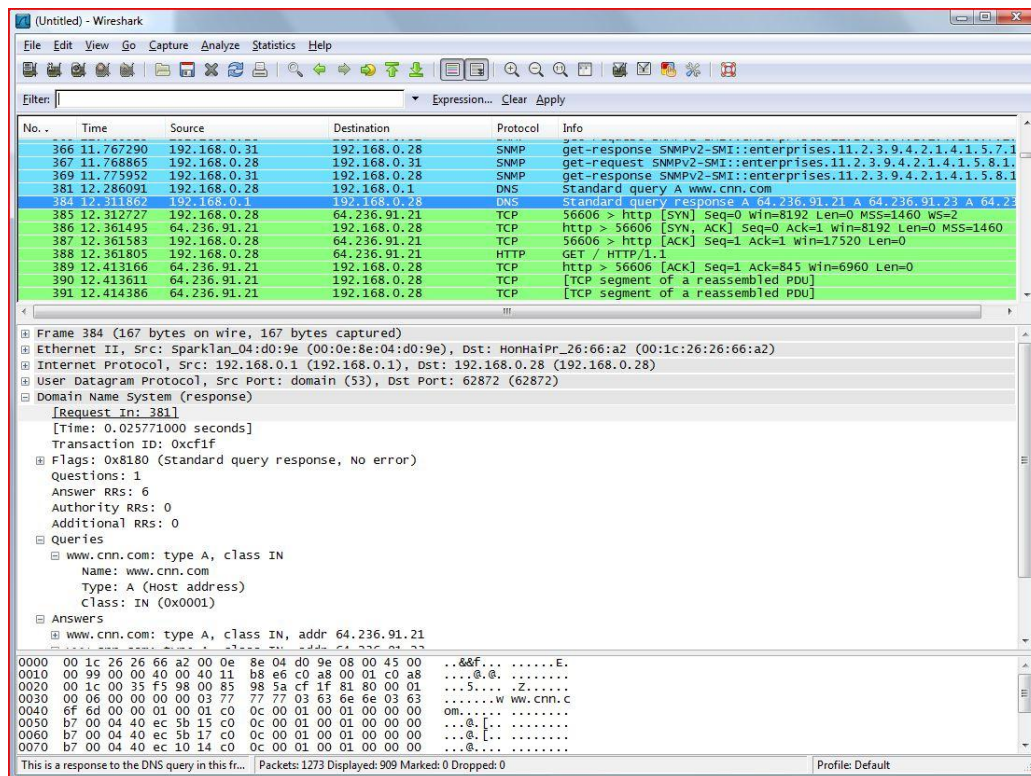 (Untitled) - Wireshark
File Edit View Go Capture Analyze Statistics Help
Filter: Expression... Clear Apply
No. . Time Source Destination Protocol Info
366 11.767290 192.168.0.31 192.168.0.28 SNMP get-response SNMPv2-SMI::enterprises.11.2.3.9.4.2.1.4.1.5.7.1
367 11.768865 192.168.0.28 192.168.0.31 SNMP get-request SNMPv2-SMI::enterprises.11.2.3.9.4.2.1.4.1.5.8.1.
369 11.775952 192.168.0.31 192.168.0.28 SNMP get-response SNMPv2-SMI::enterprises.11.2.3.9.4.2.1.4.1.5.8.1
381 12.286091 192.168.0.28 192.168.0.1 DNS Standard query A www.cnn.com
384 12.311862 192.168.0.1 192.168.0.28 DNS Standard query response A 64.236.91.21 A 64.236.91.23 A 64.23
385 12.312727 192.168.0.28 64.236.91.21 TCP 56606 > http [SYN] Seq=0 Win=8192 Len=0 MSS=1460 WS=2
386 12.361495 64.236.91.21 192.168.0.28 TCP http > 56606 [SYN, ACK] Seq=0 Ack=1 Win=8192 Len=0 MSS=1460
387 12.361583 192.168.0.28 64.236.91.21 TCP 56606 > http [ACK] Seq=1 Ack=1 Win=17520 Len=0
388 12.361805 192.168.0.28 64.236.91.21 HTTP GET / HTTP/1.1
389 12.413166 64.236.91.21 192.168.0.28 TCP http > 56606 [ACK] Seq=1 Ack=845 Win=6960 Len=0
390 12.413611 64.236.91.21 192.168.0.28 TCP [TCP segment of a reassembled PDU]
391 12.414386 64.236.91.21 192.168.0.28 TCP [TCP segment of a reassembled PDU]
Frame 384 (167 bytes on wire, 167 bytes captured)
Ethernet II, Src: Sparklan_04:d0:9e (00:0e:8e:04:d0:9e), Dst: HonHaiPr_26:66:a2 (00:1c:26:26:66:a2)
Internet Protocol, Src: 192.168.0.1 (192.168.0.1), Dst: 192.168.0.28 (192.168.0.28)
User Datagram Protocol, Src Port: domain (53), Dst Port: 62872 (62872)
Domain Name System (response)
[Request In: 381]
[Time: 0.025771000 seconds]
Transaction ID: 0xcf1f
Flags: 0x8180 (Standard query response, No error)
Questions: 1
Answer RRs: 6
Authority RRs: 0
Additional RRs: 0
Queries
www.cnn.com: type A, class IN
Name: www.cnn.com
Type: A (Host address)
Class: IN (0x0001)
Answers
www.cnn.com: type A, class IN, addr 64.236.91.21
0000 00 1c 26 26 66 a2 00 0e 8e 04 d0 9e 08 00 45 00 ..&&f... ......E.
0010 00 99 00 00 40 00 40 11 b8 e6 c0 a8 00 01 c0 a8 ....@.@. ........
0020 00 1c 00 35 f5 98 00 85 98 5a cf 1f 81 80 00 01 ...5.... .Z......
0030 00 06 00 00 00 00 03 77 77 77 03 63 6e 6e 03 63 .......w ww.cnn.c
0040 6f 6d 00 00 01 00 01 c0 0c 00 01 00 01 00 00 00 om...... ........
0050 b7 00 04 40 ec 5b 15 c0 0c 00 01 00 01 00 00 00 ...@.[.. ........
0060 b7 00 04 40 ec 5b 17 c0 0c 00 01 00 01 00 00 00 ...@.[.. ........
0070 b7 00 04 40 ec 10 14 c0 0c 00 01 00 01 00 00 00 ...@.... ........
This is a response to the DNS query in this fr... Packets: 1273 Displayed: 909 Marked: 0 Dropped: 0 Profile: Default